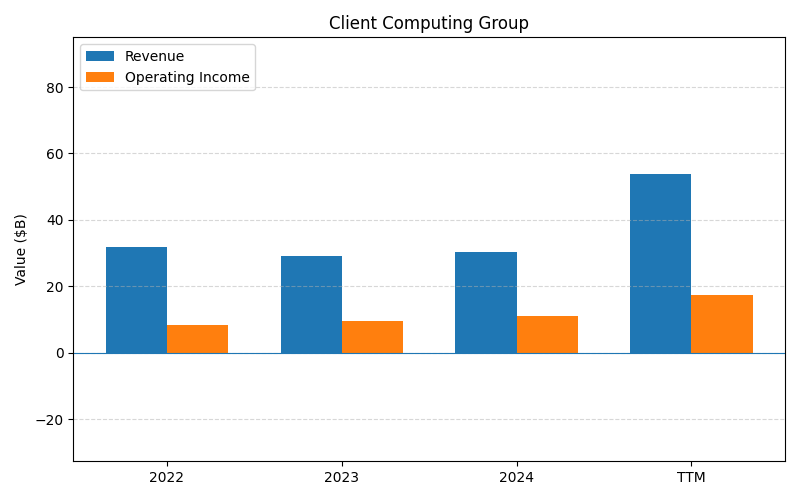 Client Computing Group
Revenue
Operating Income
Value ($B)
80
60
40
20
0
−20
2022 2023 2024 TTM